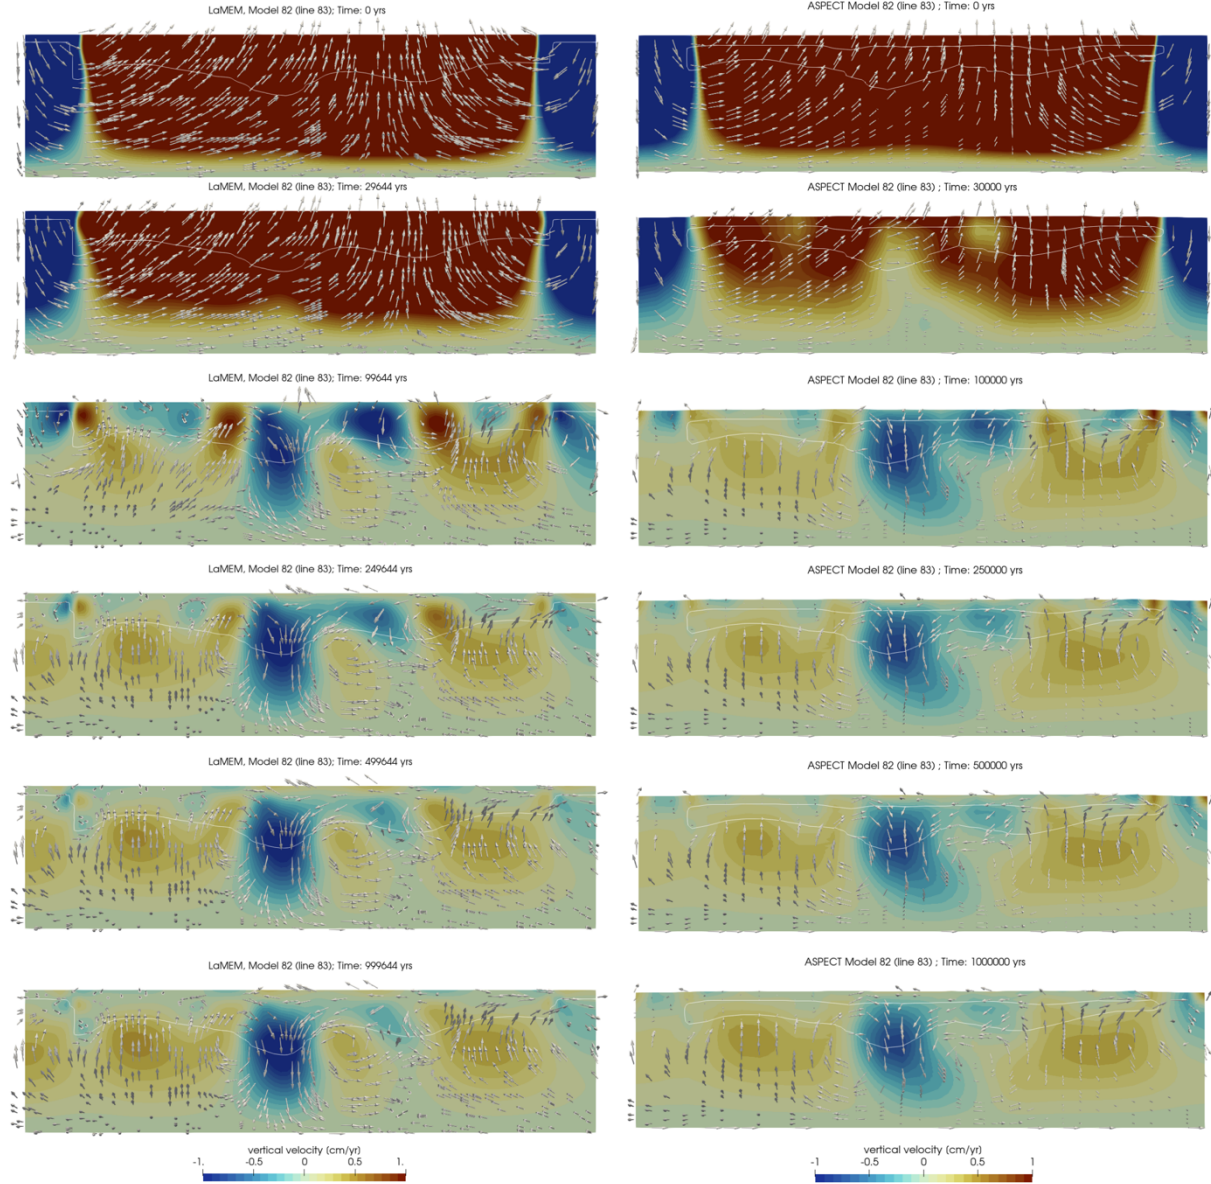 LaMEM, Model 82 (line 83); Time: 0 yrs
ASPECT Model 82 (line 83) ; Time: 0 yrs
LaMEM, Model 82 (line 83); Time: 29644 yrs
ASPECT Model 82 (line 83) ; Time: 30000 yrs
LaMEM, Model 82 (line 83); Time: 99644 yrs
ASPECT Model 82 (line 83) ; Time: 100000 yrs
LaMEM, Model 82 (line 83); Time: 249644 yrs
ASPECT Model 82 (line 83) ; Time: 250000 yrs
LaMEM, Model 82 (line 83); Time: 499644 yrs
ASPECT Model 82 (line 83) ; Time: 500000 yrs
LaMEM, Model 82 (line 83); Time: 999644 yrs
ASPECT Model 82 (line 83) ; Time: 1000000 yrs
vertical velocity [cm/yr]
-1. -0.5 0 0.5 1.
vertical velocity [cm/yr]
-1 -0.5 0 0.5 1